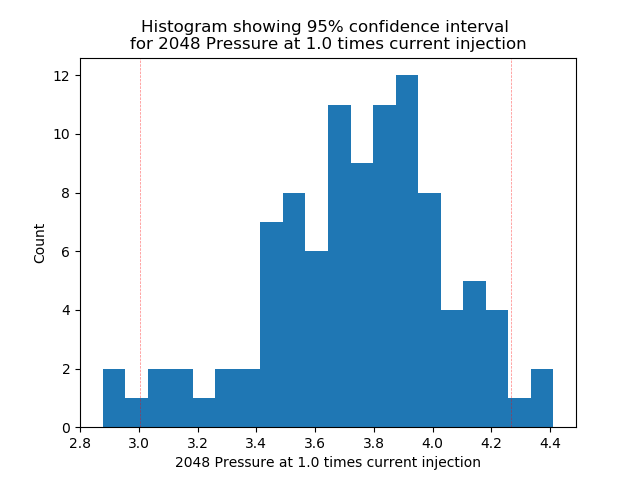 Histogram showing 95% confidence interval
for 2048 Pressure at 1.0 times current injection
12
10
8
6
4
2
0
Count
2.8 3.0 3.2 3.4 3.6 3.8 4.0 4.2 4.4
2048 Pressure at 1.0 times current injection